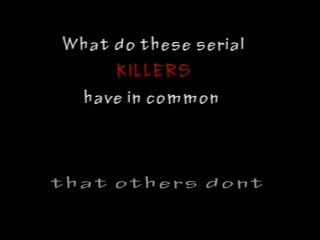 What do these serial
KILLERS
have in common
that others dont